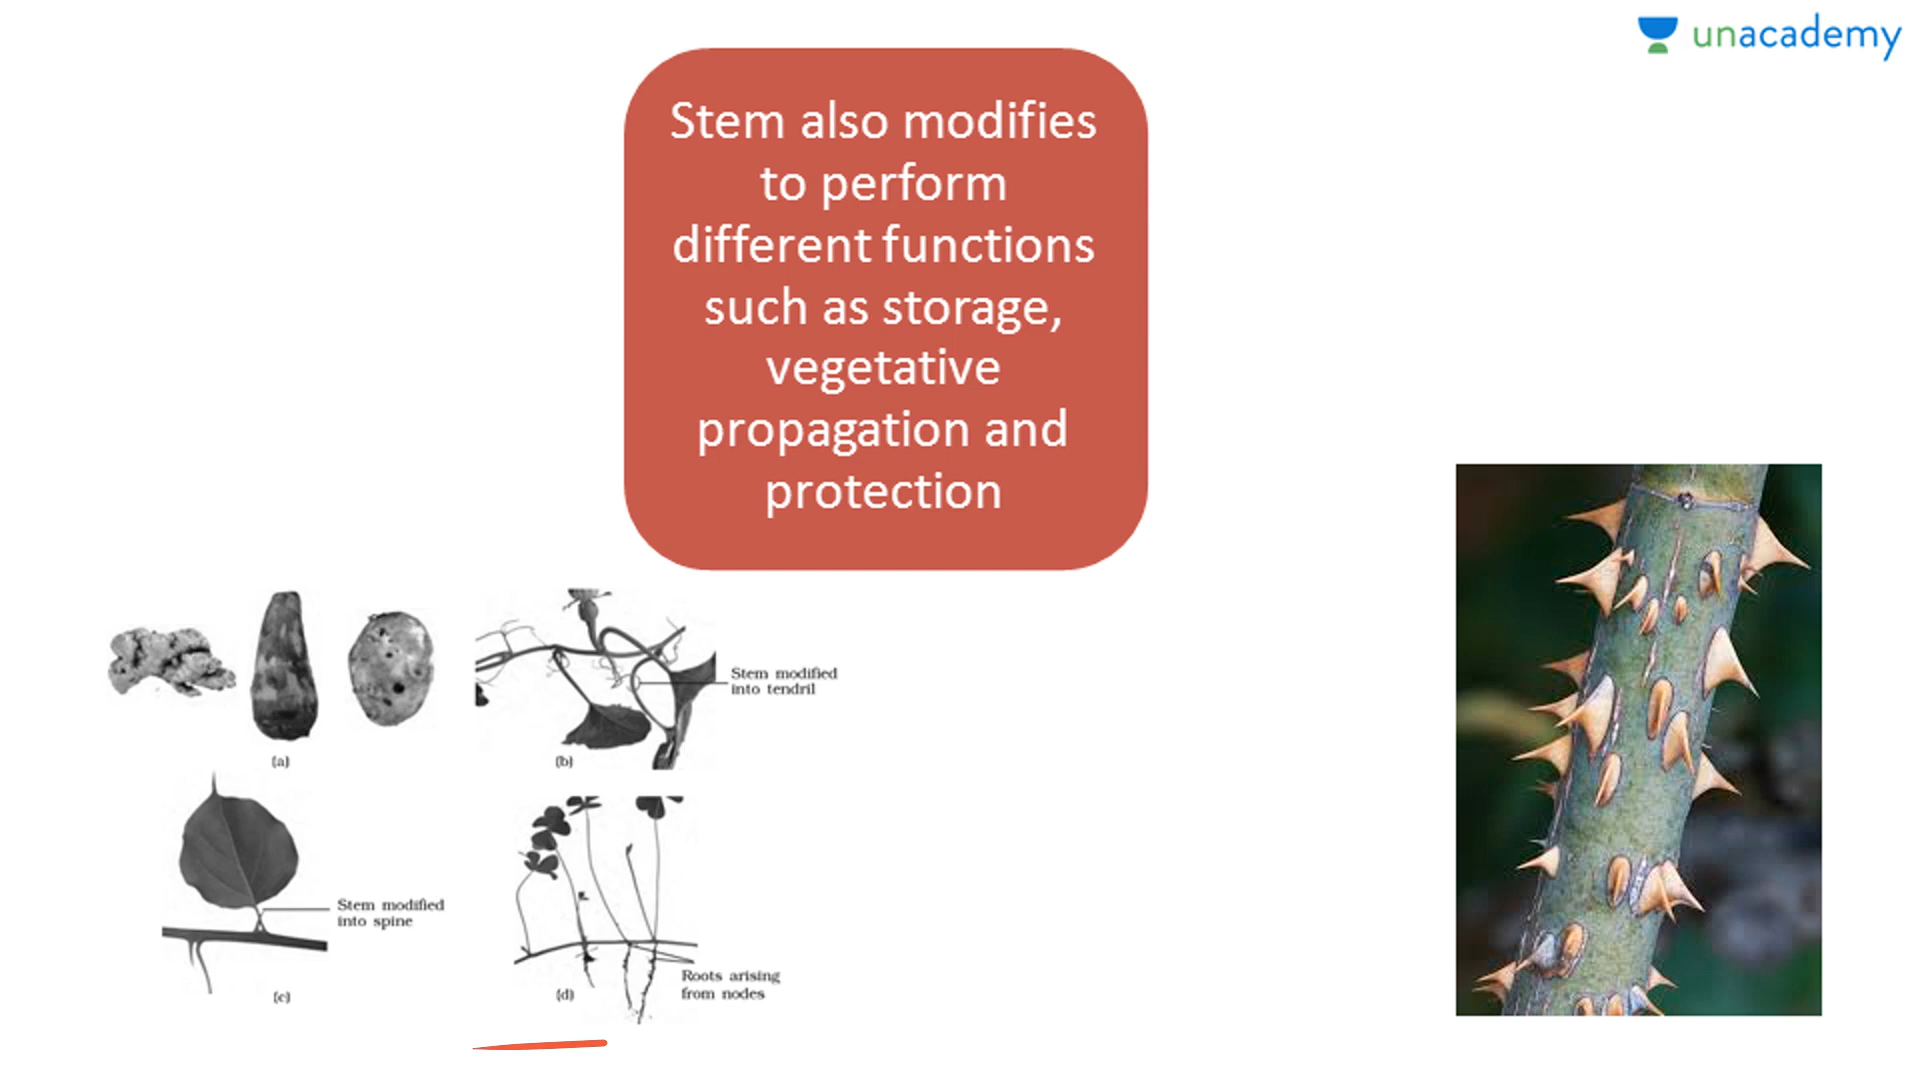 unacademy
Stem also modifies
to perform
different functions
such as storage,
vegetative
propagation and
protection
Stem modified
into tendril
(a)
(b)
Stem modified
into spine
Roots arising
from nodes
(c)
(d)